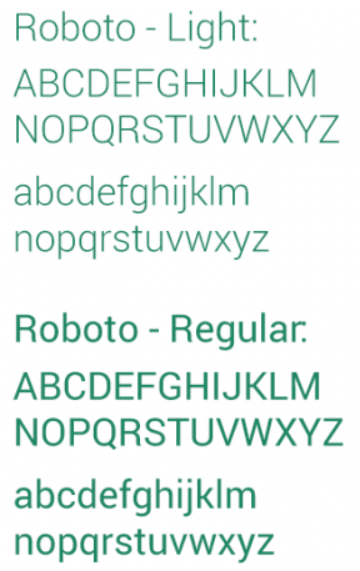 Roboto - Light:
ABCDEFGHIJKLM
NOPQRSTUVWXYZ
abcdefghijklm
nopqrstuvwxyz
Roboto - Regular:
ABCDEFGHIJKLM
NOPQRSTUVWXYZ
abcdefghijklm
nopqrstuvwxyz